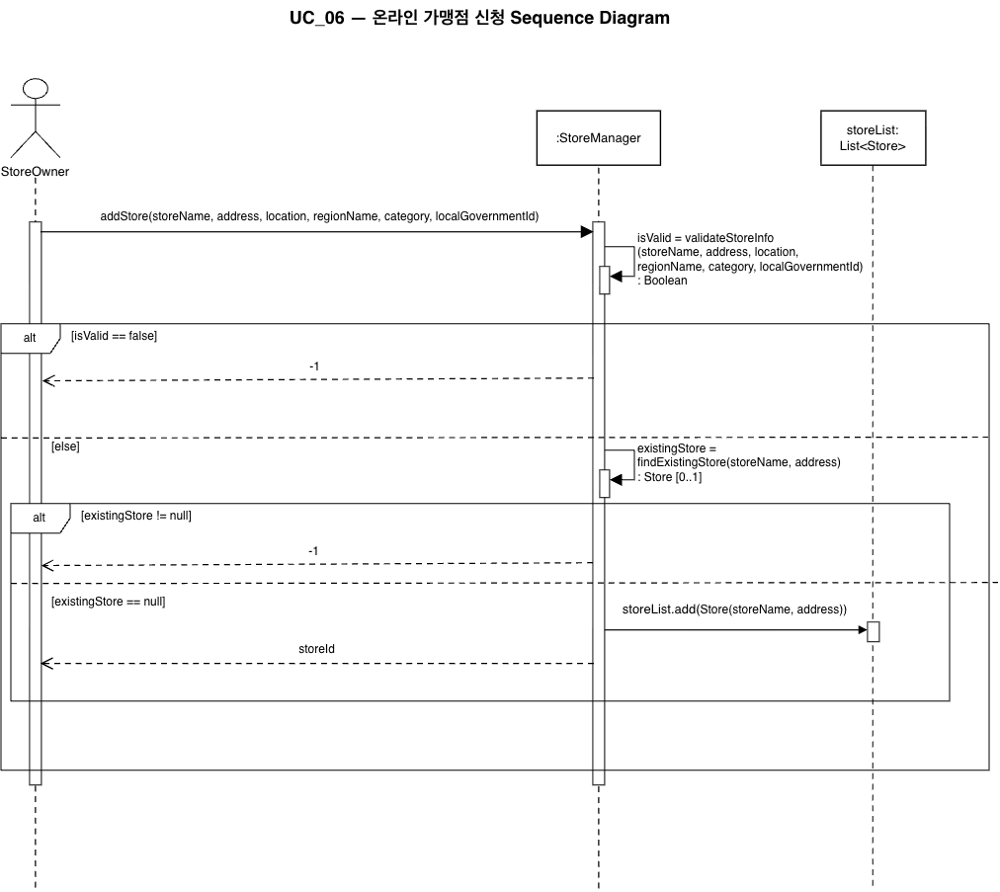 UC_06 — 온라인 가맹점 신청 Sequence Diagram
StoreOwner
:StoreManager
storeList:
List<Store>
addStore(storeName, address, location, regionName, category, localGovernmentId)
isValid = validateStoreInfo
(storeName, address, location,
regionName, category, localGovernmentId)
: Boolean
alt
[isValid == false]
-1
[else]
existingStore =
findExistingStore(storeName, address)
: Store [0..1]
alt
[existingStore != null]
-1
[existingStore == null]
storeList.add(Store(storeName, address))
storeId